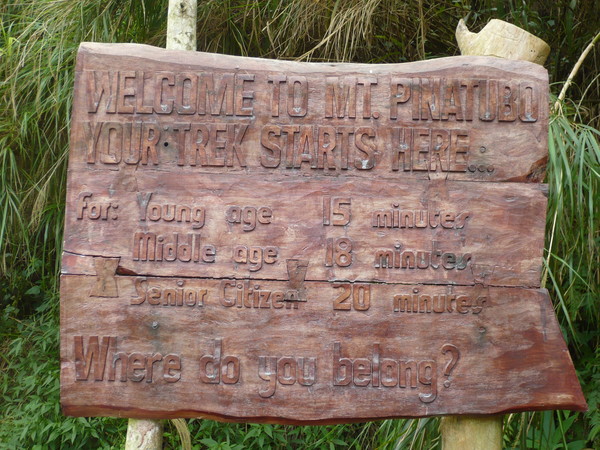 WELCOME TO MT. PINATUBO
YOUR TREK STARTS HERE...
for: Young age 15 minutes
Middle age 18 minutes
Senior Citizen 20 minutes
Where do you belong?